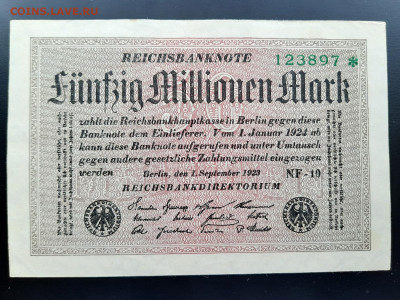 COINS.LAVE.RU
REICHSBANKNOTE
123897 *
Fünfzig Millionen Mark
zahlt die Reichsbankhauptkasse in Berlin gegen diese
Banknote dem Einlieferer. Vom 1. Januar 1924 ab
kann diese Banknote aufgerufen und unter Umtausch
gegen andere gesetzliche Zahlungsmittel eingezogen
werden
Berlin, den 1. September 1923
NF-19
REICHSBANKDIREKTORIUM